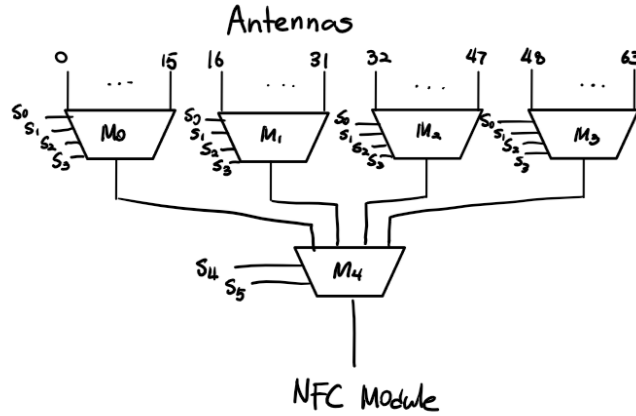 Antennas
0 ... 15 16 ... 31 32 ... 47 48 ... 63
S0 M0 S0 M1 S0 M2 S0 M3
S1 S1 S1 S1
S2 S2 S2 S2
S3 S3 S3 S3
S4 M4
S5
NFC Module